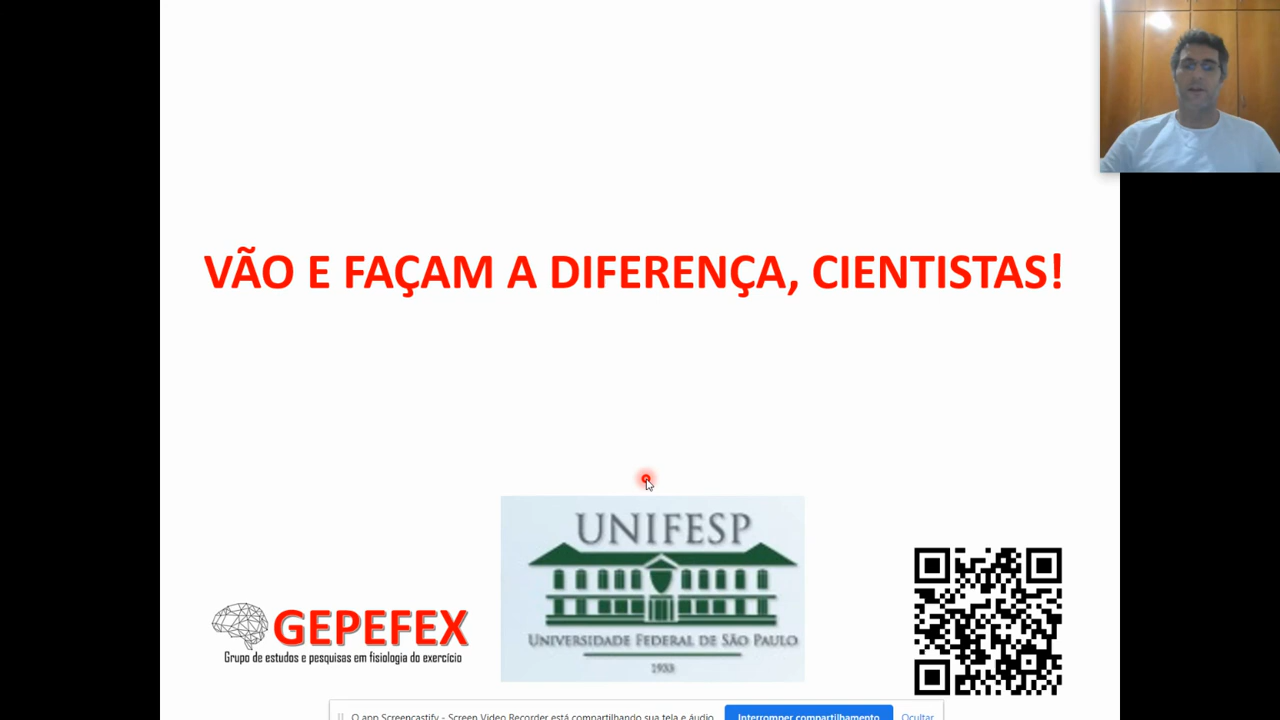 VÃO E FAÇAM A DIFERENÇA, CIENTISTAS!
UNIFESP
UNIVERSIDADE FEDERAL DE SÃO PAULO
1933
GEPEFEX
Grupo de estudos e pesquisas em fisiologia do exercício
O app Screencastify - Screen Video Recorder está compartilhando sua tela e áudio. Interromper compartilhamento Ocultar